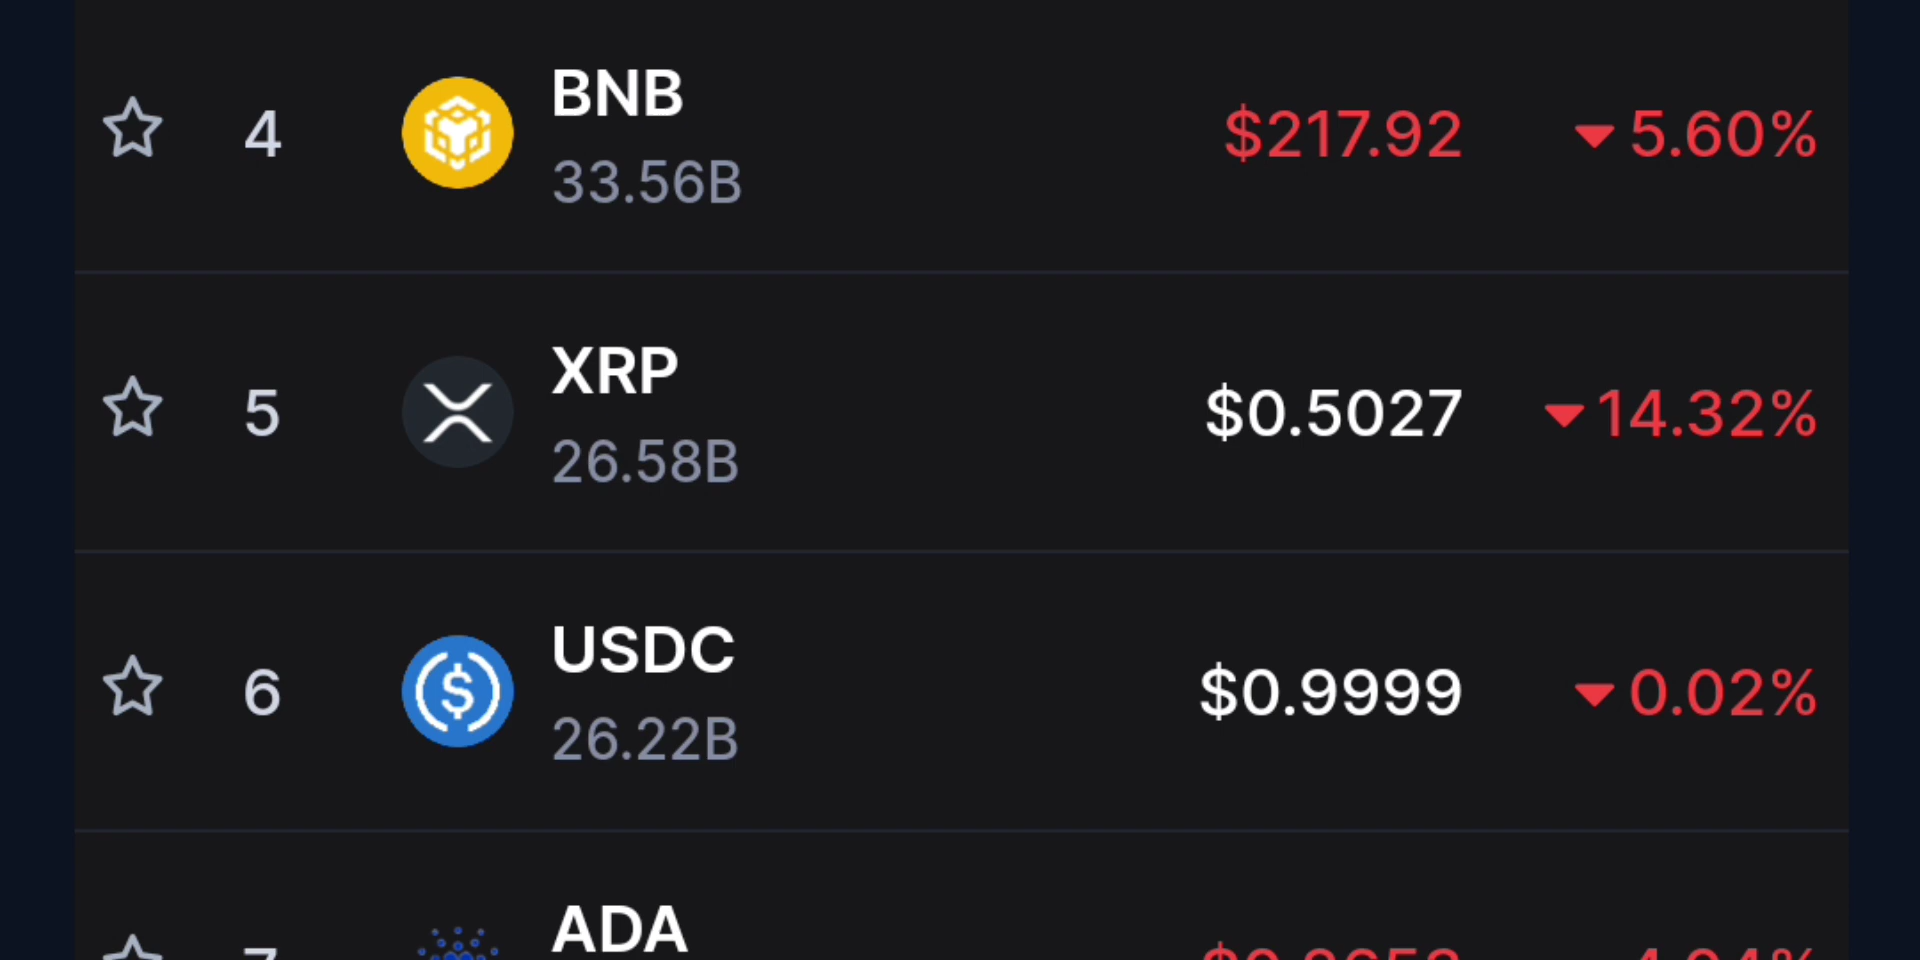 4 BNB $217.92 5.60%
33.56B
5 XRP $0.5027 14.32%
26.58B
6 USDC $0.9999 0.02%
26.22B
7 ADA